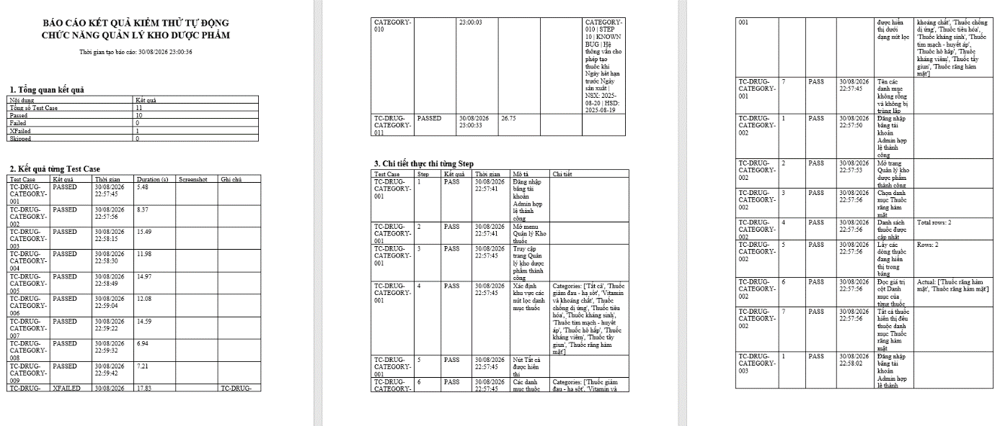 BÁO CÁO KẾT QUẢ KIỂM THỬ TỰ ĐỘNG
CHỨC NĂNG QUẢN LÝ KHO DƯỢC PHẨM
Thời gian tạo báo cáo: 30/08/2026 23:00:36
1. Tổng quan kết quả
Nội dung Kết quả
Tổng số Test Case 11
Passed 10
Failed 0
XFailed 1
Skipped 0
2. Kết quả từng Test Case
Test Case Kết quả Thời gian Duration (s) Screenshot Ghi chú
TC-DRUG- PASSED 30/08/2026 5.48
CATEGORY- 22:57:45
001
TC-DRUG- PASSED 30/08/2026 8.37
CATEGORY- 22:57:56
002
TC-DRUG- PASSED 30/08/2026 15.49
CATEGORY- 22:58:15
003
TC-DRUG- PASSED 30/08/2026 11.98
CATEGORY- 22:58:30
004
TC-DRUG- PASSED 30/08/2026 14.97
CATEGORY- 22:58:49
005
TC-DRUG- PASSED 30/08/2026 12.08
CATEGORY- 22:59:04
006
TC-DRUG- PASSED 30/08/2026 14.59
CATEGORY- 22:59:22
007
TC-DRUG- PASSED 30/08/2026 6.94
CATEGORY- 22:59:32
008
TC-DRUG- PASSED 30/08/2026 7.21
CATEGORY- 22:59:42
009
TC-DRUG- XFAILED 30/08/2026 17.83 TC-DRUG-
CATEGORY- 23:00:03 CATEGORY-
010 010 | STEP
10 | KNOWN
BUG | Hệ
thống vẫn cho
phép tạo
thuốc khi
Ngày hết hạn
trước Ngày
sản xuất |
NSX: 2025-
08-20 | HSD:
2025-08-19
TC-DRUG- PASSED 30/08/2026 26.75
CATEGORY- 23:00:33
011
3. Chi tiết thực thi từng Step
Test Case Step Kết quả Thời gian Mô tả Chi tiết
TC-DRUG- 1 PASS 30/08/2026 Đăng nhập
CATEGORY- 22:57:41 bằng tài
001 khoản
Admin hợp
lệ thành
công
TC-DRUG- 2 PASS 30/08/2026 Mở menu
CATEGORY- 22:57:41 Quản lý Kho
001 thuốc
TC-DRUG- 3 PASS 30/08/2026 Truy cập
CATEGORY- 22:57:45 trang Quản
001 lý kho dược
phẩm thành
công
TC-DRUG- 4 PASS 30/08/2026 Xác định Categories: ['Tất cả', 'Thuốc
CATEGORY- 22:57:45 khu vực các giảm đau - hạ sốt', 'Vitamin
001 nút lọc danh và khoáng chất', 'Thuốc
mục thuốc chống dị ứng', 'Thuốc tiêu
hóa', 'Thuốc kháng sinh',
'Thuốc tim mạch - huyết
áp', 'Thuốc hô hấp', 'Thuốc
kháng viêm', 'Thuốc tẩy
giun', 'Thuốc răng hàm
mặt']
TC-DRUG- 5 PASS 30/08/2026 Nút Tất cả
CATEGORY- 22:57:45 được hiển
001 thị
TC-DRUG- 6 PASS 30/08/2026 Các danh Categories: ['Thuốc giảm
CATEGORY- 22:57:45 mục thuốc đau - hạ sốt', 'Vitamin và
001 được hiển khoáng chất', 'Thuốc chống
thị dưới dị ứng', 'Thuốc tiêu hóa',
dạng nút lọc 'Thuốc kháng sinh', 'Thuốc
tim mạch - huyết áp',
'Thuốc hô hấp', 'Thuốc
kháng viêm', 'Thuốc tẩy
giun', 'Thuốc răng hàm
mặt']
TC-DRUG- 7 PASS 30/08/2026 Tên các
CATEGORY- 22:57:45 danh mục
001 không rỗng
và không bị
trùng lặp
TC-DRUG- 1 PASS 30/08/2026 Đăng nhập
CATEGORY- 22:57:50 bằng tài
002 khoản
Admin hợp
lệ thành
công
TC-DRUG- 2 PASS 30/08/2026 Mở trang
CATEGORY- 22:57:53 Quản lý kho
002 dược phẩm
thành công
TC-DRUG- 3 PASS 30/08/2026 Chọn danh
CATEGORY- 22:57:56 mục Thuốc
002 răng hàm
mặt
TC-DRUG- 4 PASS 30/08/2026 Danh sách Total rows: 2
CATEGORY- 22:57:56 thuốc được
002 cập nhật
TC-DRUG- 5 PASS 30/08/2026 Lấy các Rows: 2
CATEGORY- 22:57:56 dòng thuốc
002 đang hiển
thị trong
bảng
TC-DRUG- 6 PASS 30/08/2026 Đọc giá trị Actual: ['Thuốc răng hàm
CATEGORY- 22:57:56 cột Danh mặt', 'Thuốc răng hàm mặt']
002 mục của
từng thuốc
TC-DRUG- 7 PASS 30/08/2026 Tất cả thuốc
CATEGORY- 22:57:56 hiển thị đều
002 thuộc danh
mục Thuốc
răng hàm
mặt
TC-DRUG- 1 PASS 30/08/2026 Đăng nhập
CATEGORY- 22:58:02 bằng tài
003 khoản
Admin hợp
lệ thành